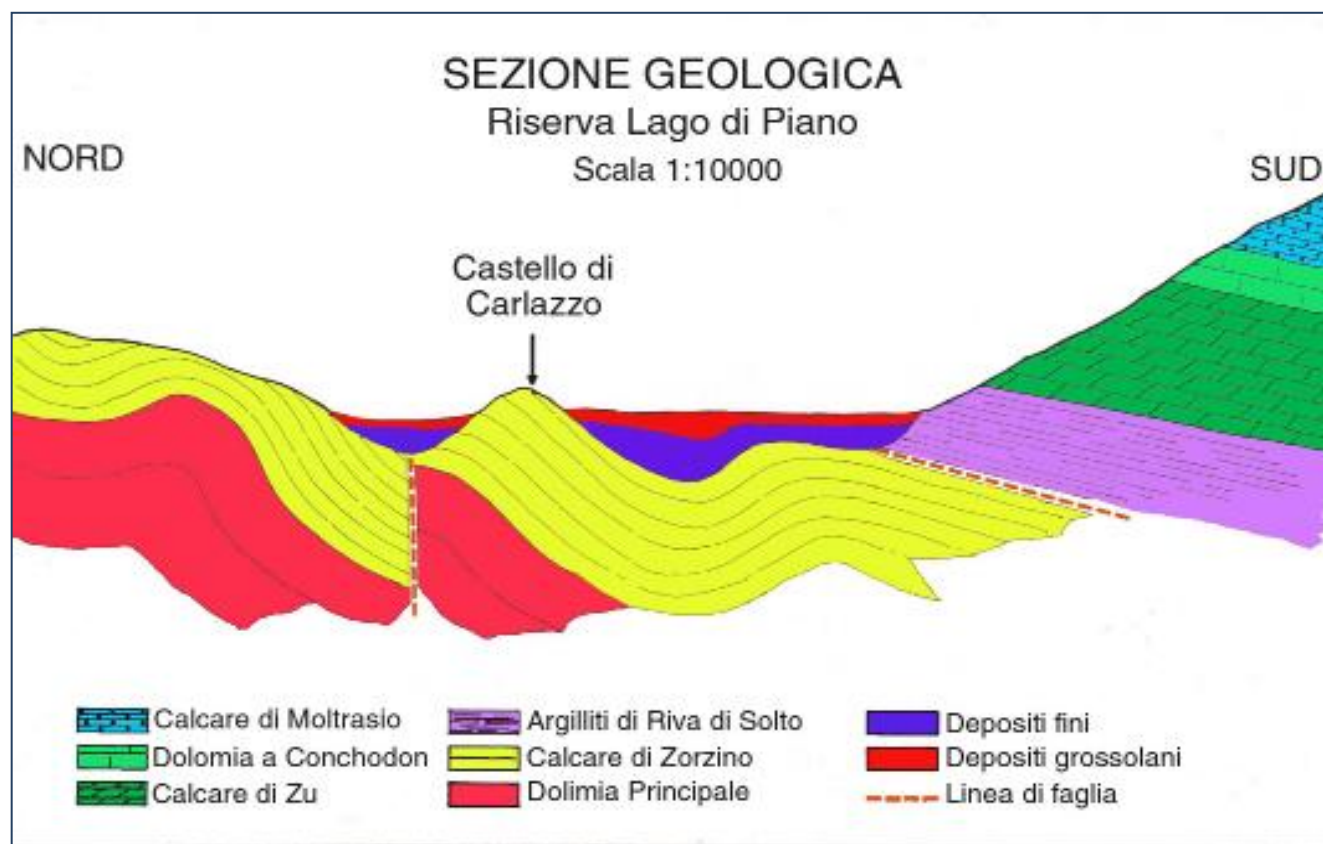 SEZIONE GEOLOGICA
Riserva Lago di Piano
Scala 1:10000
NORD
SUD
Castello di
Carlazzo
Calcare di Moltrasio
Dolomia a Conchodon
Calcare di Zu
Argilliti di Riva di Solto
Calcare di Zorzino
Dolimia Principale
Depositi fini
Depositi grossolani
Linea di faglia